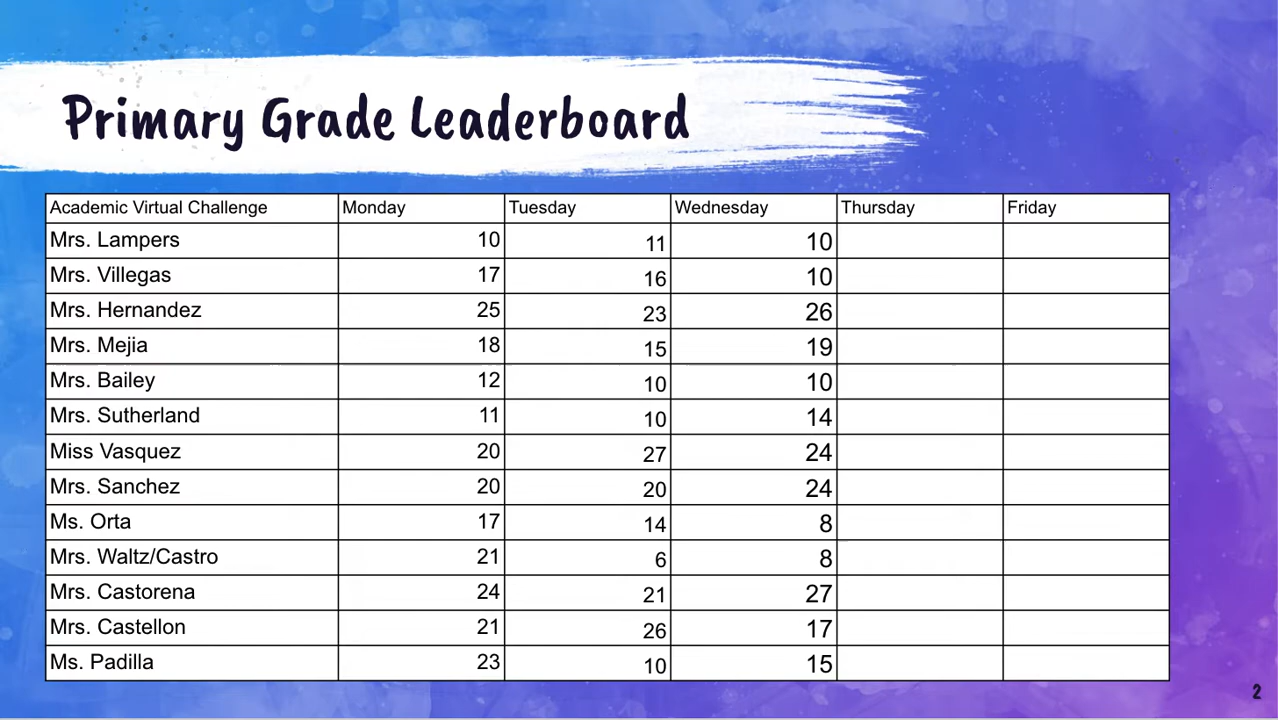 Primary Grade Leaderboard
Academic Virtual Challenge Monday Tuesday Wednesday Thursday Friday
Mrs. Lampers 10 11 10
Mrs. Villegas 17 16 10
Mrs. Hernandez 25 23 26
Mrs. Mejia 18 15 19
Mrs. Bailey 12 10 10
Mrs. Sutherland 11 10 14
Miss Vasquez 20 27 24
Mrs. Sanchez 20 20 24
Ms. Orta 17 14 8
Mrs. Waltz/Castro 21 6 8
Mrs. Castorena 24 21 27
Mrs. Castellon 21 26 17
Ms. Padilla 23 10 15
2